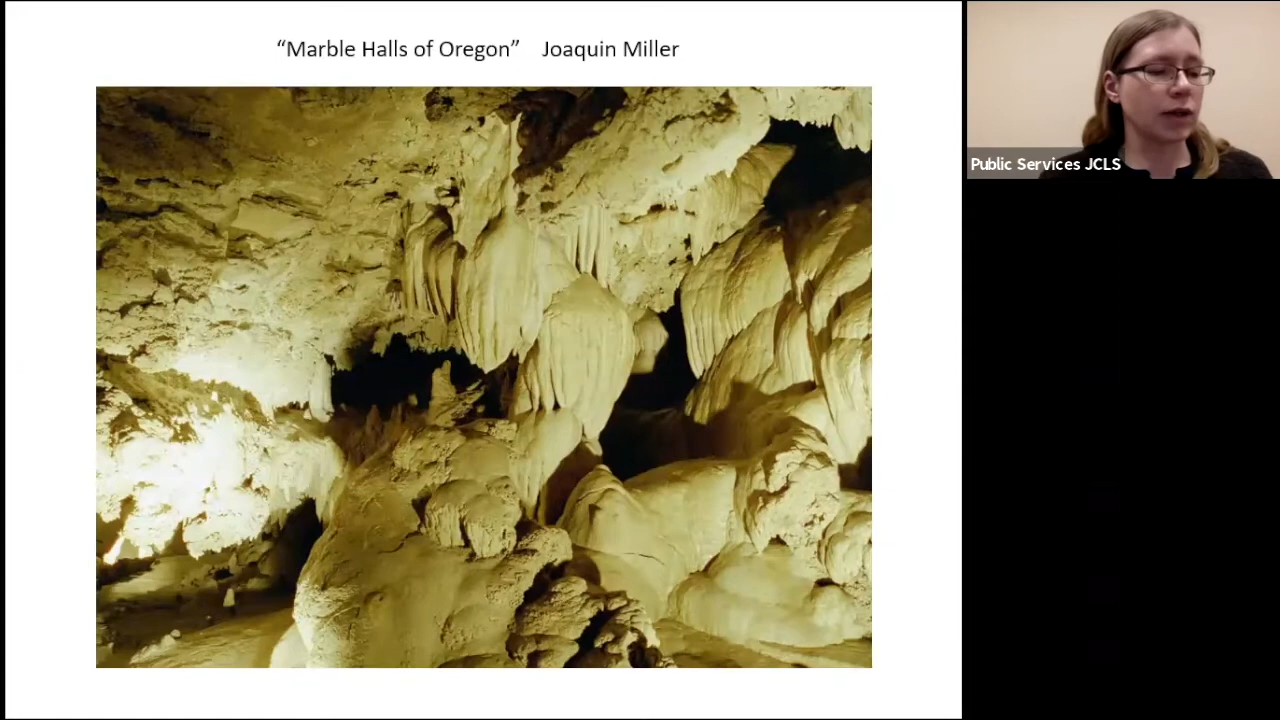 “Marble Halls of Oregon” Joaquin Miller
Public Services JCLS